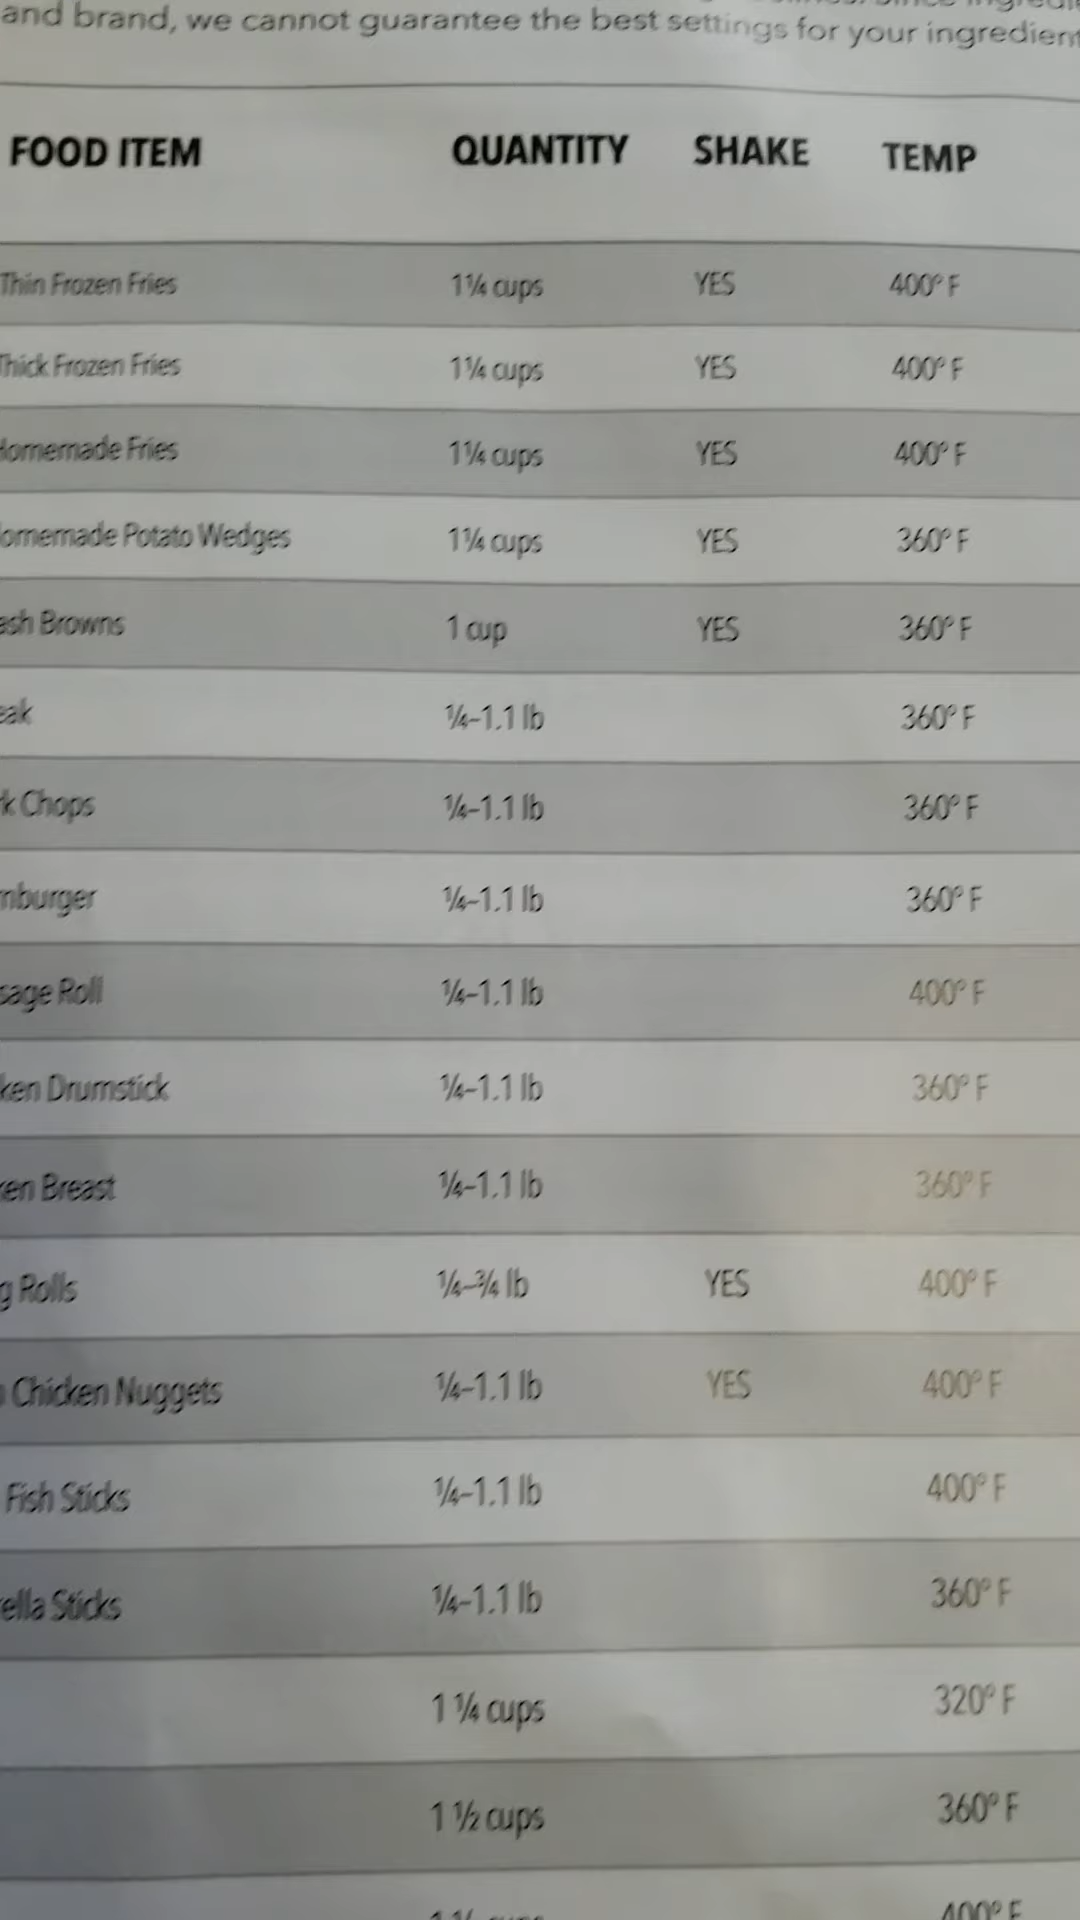 and brand, we cannot guarantee the best settings for your ingredient
FOOD ITEM QUANTITY SHAKE TEMP
Thin Frozen Fries 1¼ cups YES 400° F
Thick Frozen Fries 1¼ cups YES 400° F
Homemade Fries 1¼ cups YES 400° F
omemade Potato Wedges 1¼ cups YES 360° F
ash Browns 1 cup YES 360° F
eak ¼–1.1 lb 360° F
k Chops ¼–1.1 lb 360° F
mburger ¼–1.1 lb 360° F
sage Roll ¼–1.1 lb 400° F
ken Drumstick ¼–1.1 lb 360° F
ken Breast ¼–1.1 lb 360° F
g Rolls ¼–¾ lb YES 400° F
Chicken Nuggets ¼–1.1 lb YES 400° F
Fish Sticks ¼–1.1 lb 400° F
ella Sticks ¼–1.1 lb 360° F
1 ¼ cups 320° F
1 ½ cups 360° F
400° F